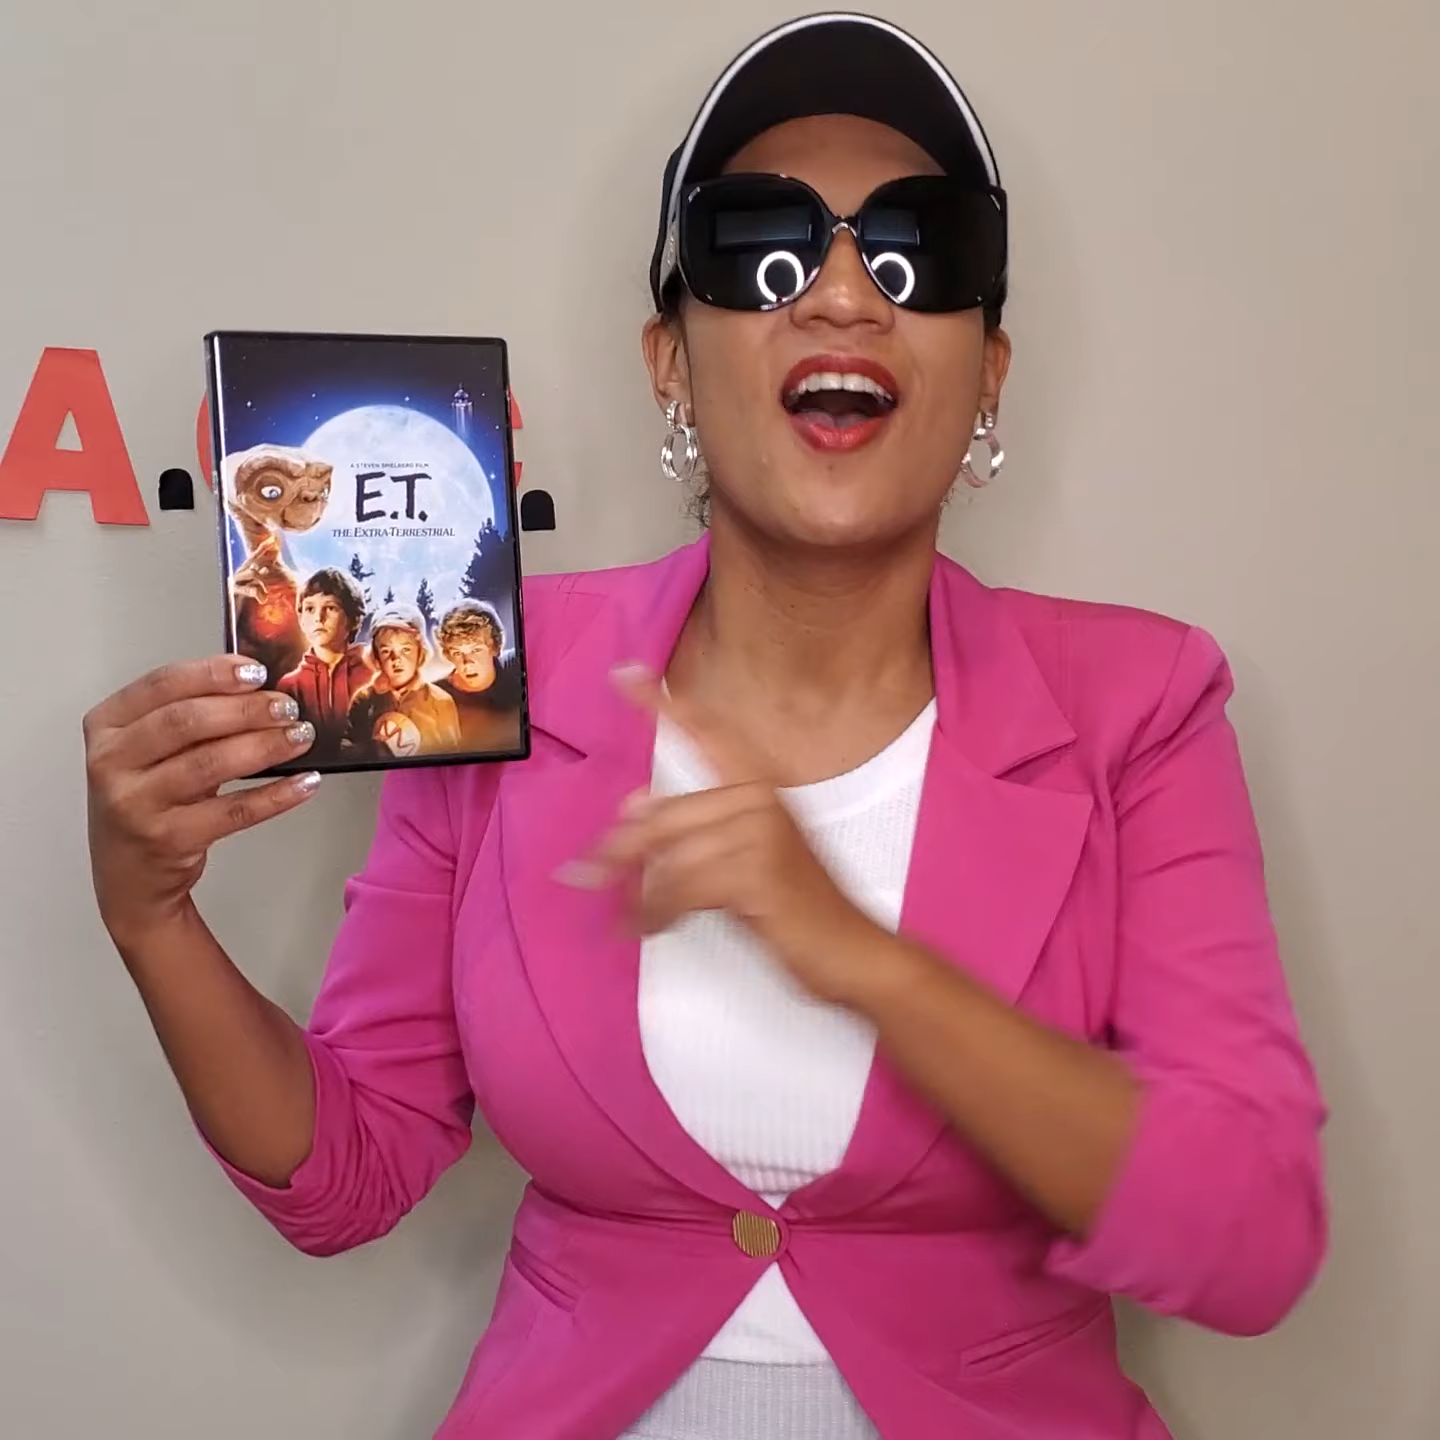 A.
A STEVEN SPIELBERG FILM
E.T.
THE EXTRA-TERRESTRIAL